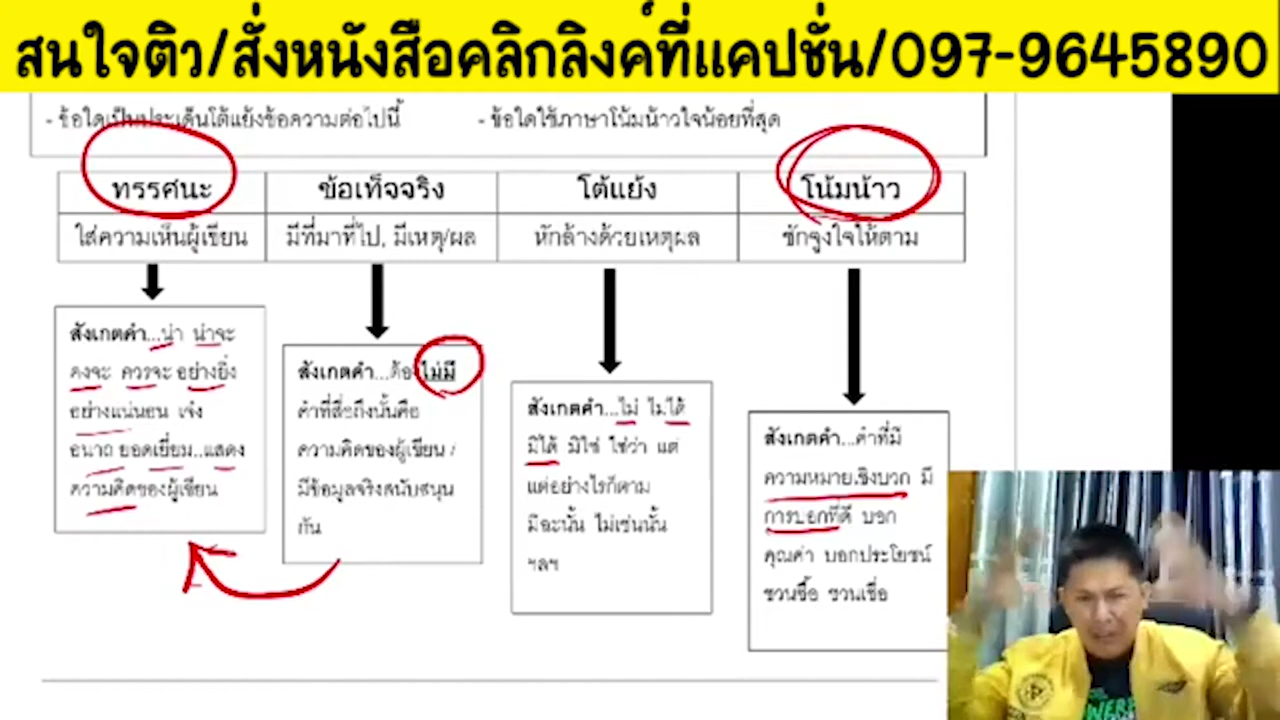 สนใจติว/สั่งหนังสือคลิกลิงค์ที่แคปชั่น/097-9645890
- ข้อใดเป็นประเด็นโต้แย้งข้อความต่อไปนี้
- ข้อใดใช้ภาษาโน้มน้าวใจน้อยที่สุด
ทรรศนะ
ข้อเท็จจริง
โต้แย้ง
โน้มน้าว
ใส่ความเห็นผู้เขียน
มีที่มาที่ไป, มีเหตุ/ผล
หักล้างด้วยเหตุผล
ชักจูงใจให้ตาม
สังเกตคำ...น่า น่าจะ
คงจะ ควรจะ อย่างยิ่ง
อย่างแน่นอน เจ๋ง
อนาถ ยอดเยี่ยม..แสดง
ความคิดของผู้เขียน
สังเกตคำ...ต้องไม่มี
คำที่สื่อถึงนั้นคือ
ความคิดของผู้เขียน /
มีข้อมูลจริงสนับสนุน
กัน
สังเกตคำ...ไม่ ไม่ได้
มิได้ มิใช่ ใช่ว่า แต่
แต่อย่างไรก็ตาม
มิฉะนั้น ไม่เช่นนั้น
ฯลฯ
สังเกตคำ...คำที่มี
ความหมายเชิงบวก มี
การบอกที่ดี บอก
คุณค่า บอกประโยชน์
ชวนซื้อ ชวนเชื่อ